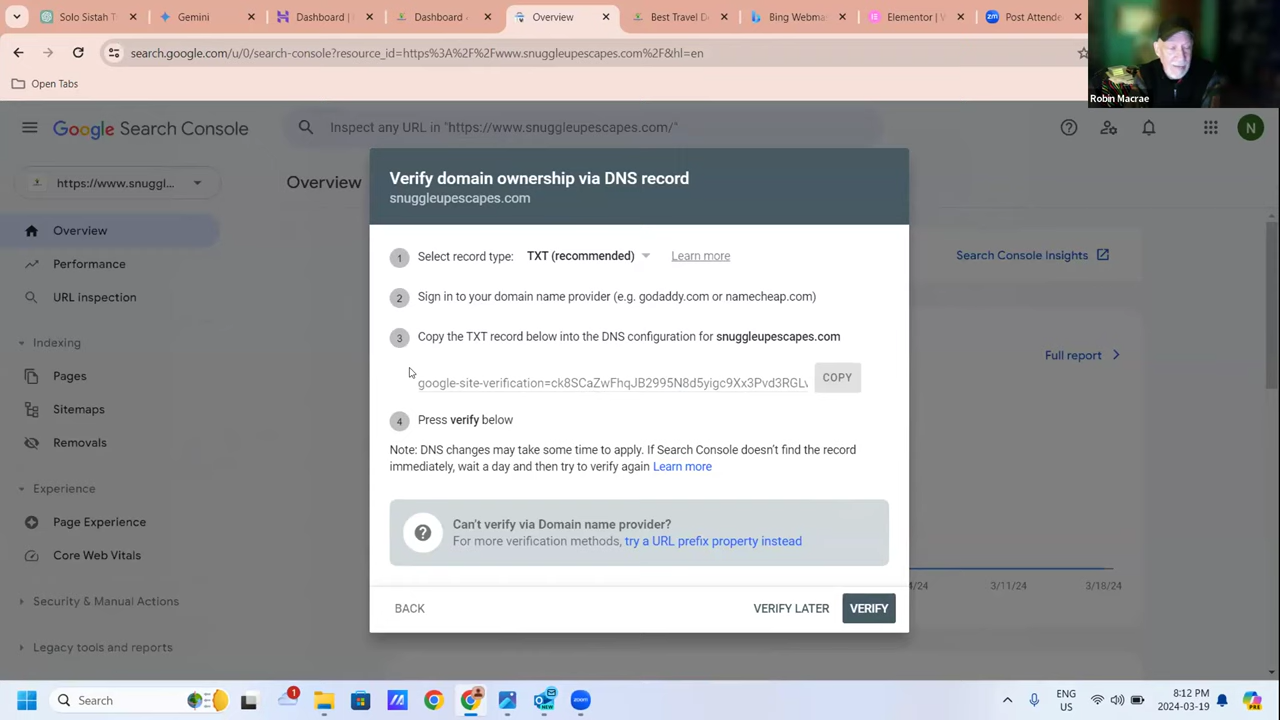 Solo Sistah T
Gemini
Dashboard |
Dashboard
Overview
Best Travel D
Bing Webma
Elementor |
Post Attende
search.google.com/u/0/search-console?resource_id=https%3A%2F%2Fwww.snuggleupescapes.com%2F&hl=en
Open Tabs
Robin Macrae
Google Search Console
Inspect any URL in "https://www.snuggleupescapes.com/"
N
https://www.snuggl...
Overview
Overview
Performance
URL inspection
Indexing
Pages
Sitemaps
Removals
Experience
Page Experience
Core Web Vitals
Security & Manual Actions
Legacy tools and reports
Search Console Insights
Full report
3/11/24
3/18/24
Verify domain ownership via DNS record
snuggleupescapes.com
1 Select record type: TXT (recommended) Learn more
2 Sign in to your domain name provider (e.g. godaddy.com or namecheap.com)
3 Copy the TXT record below into the DNS configuration for snuggleupescapes.com
google-site-verification=ck8SCaZwFhqJB2995N8d5yigc9Xx3Pvd3RGLv COPY
4 Press verify below
Note: DNS changes may take some time to apply. If Search Console doesn't find the record
immediately, wait a day and then try to verify again Learn more
Can't verify via Domain name provider?
For more verification methods, try a URL prefix property instead
BACK
VERIFY LATER
VERIFY
Search
1
ENG
US
8:12 PM
2024-03-19